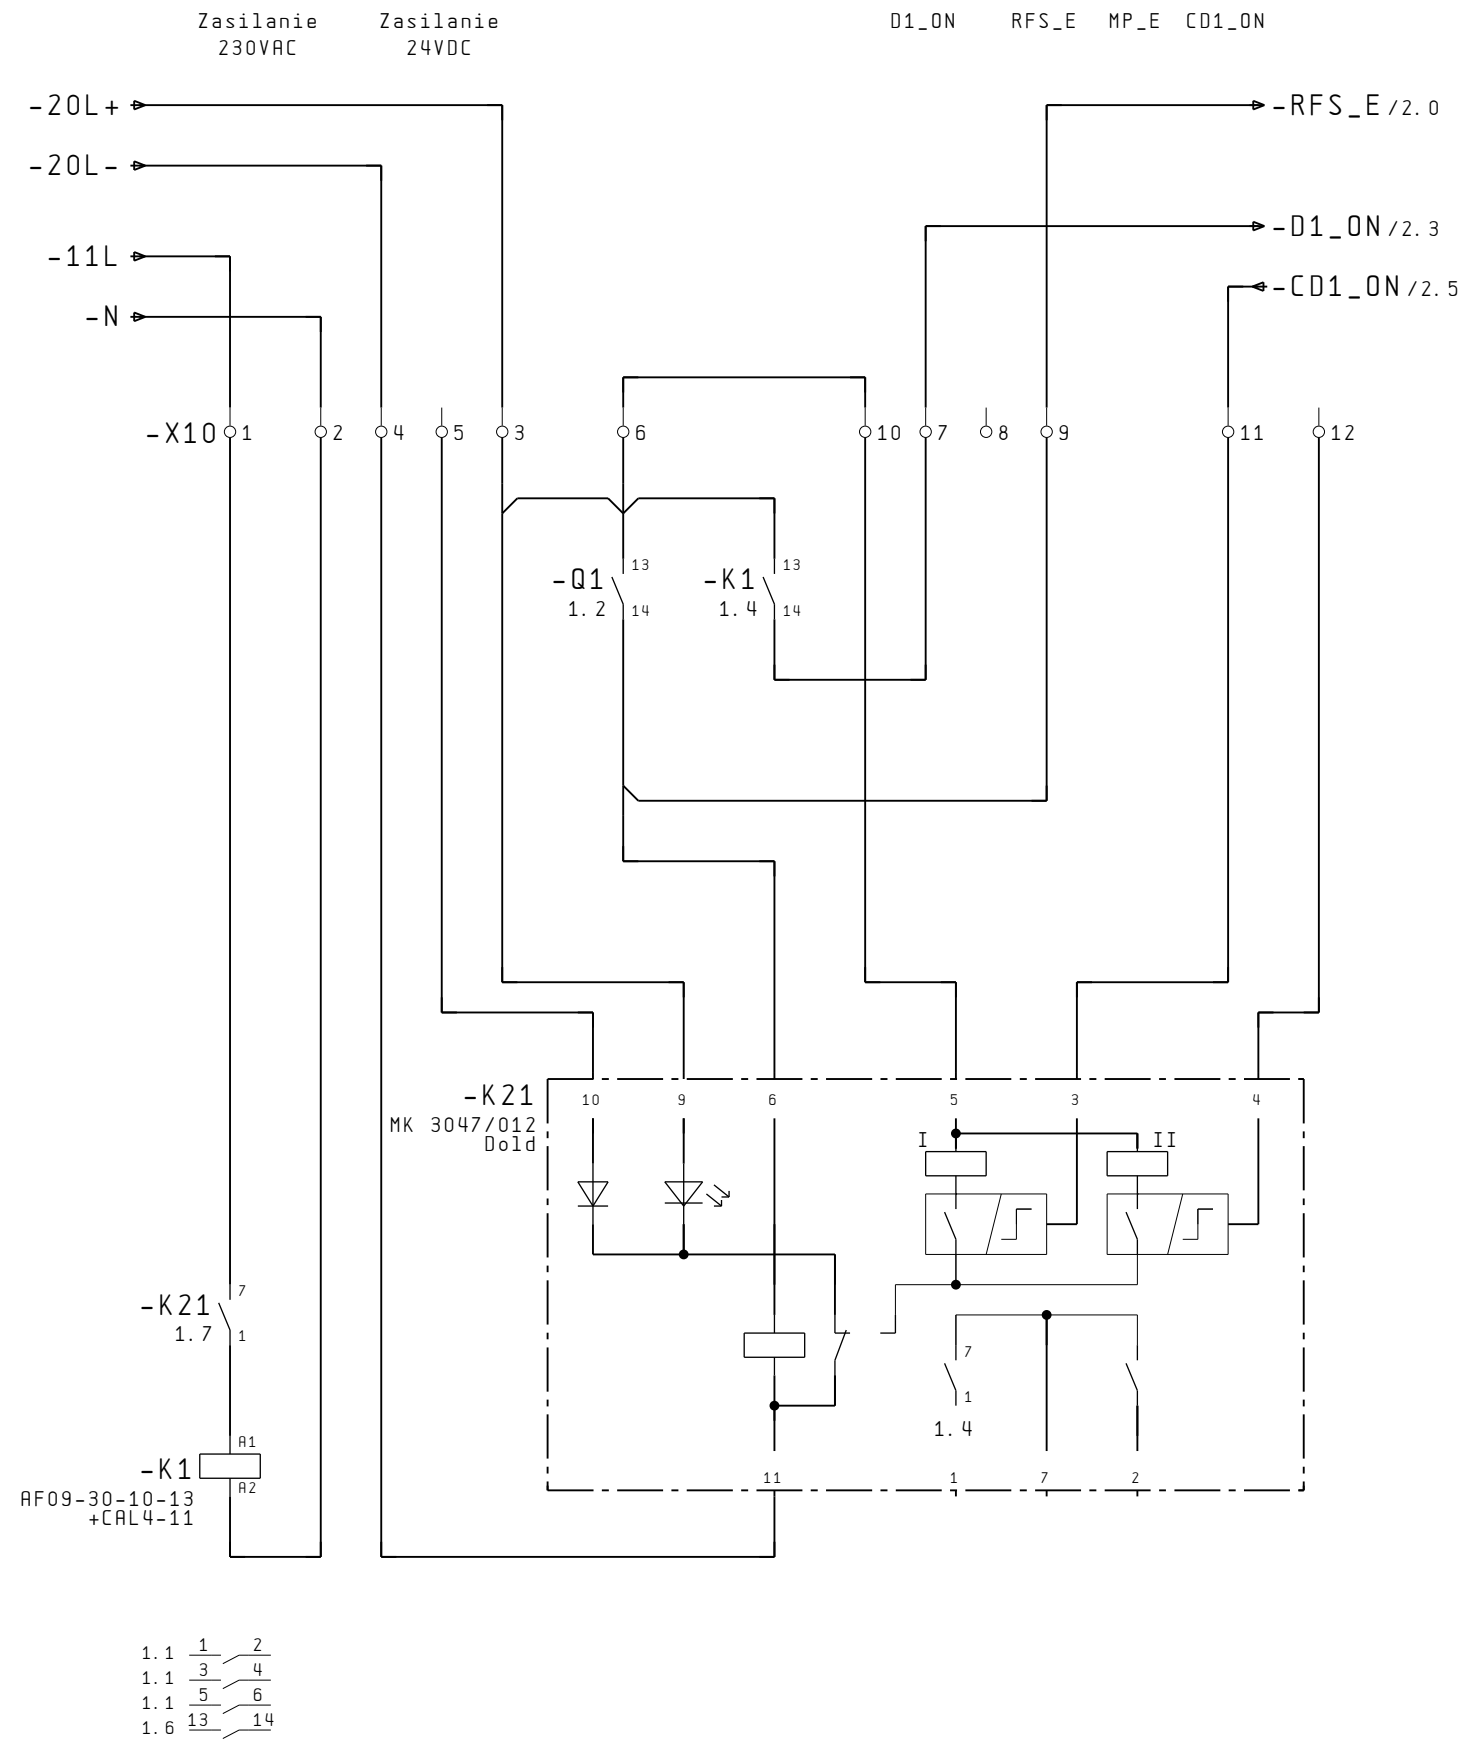 Zasilanie Zasilanie D1_ON RFS_E MP_E CD1_ON
230VAC 24VDC
-20L+ -RFS_E /2.0
-20L-
-D1_ON /2.3
-11L
-CD1_ON /2.5
-N
-X10 1 2 4 5 3 6 10 7 8 9 11 12
13 13
-Q1 -K1
1.2 14 1.4 14
-K21 10 9 6 5 3 4
MK 3047/012
Dold
I II
7
-K21
1.7 1
7
1
1.4
A1
-K1
A2
11 1 7 2
AF09-30-10-13
+CAL4-11
1.1 1 2
1.1 3 4
1.1 5 6
1.6 13 14